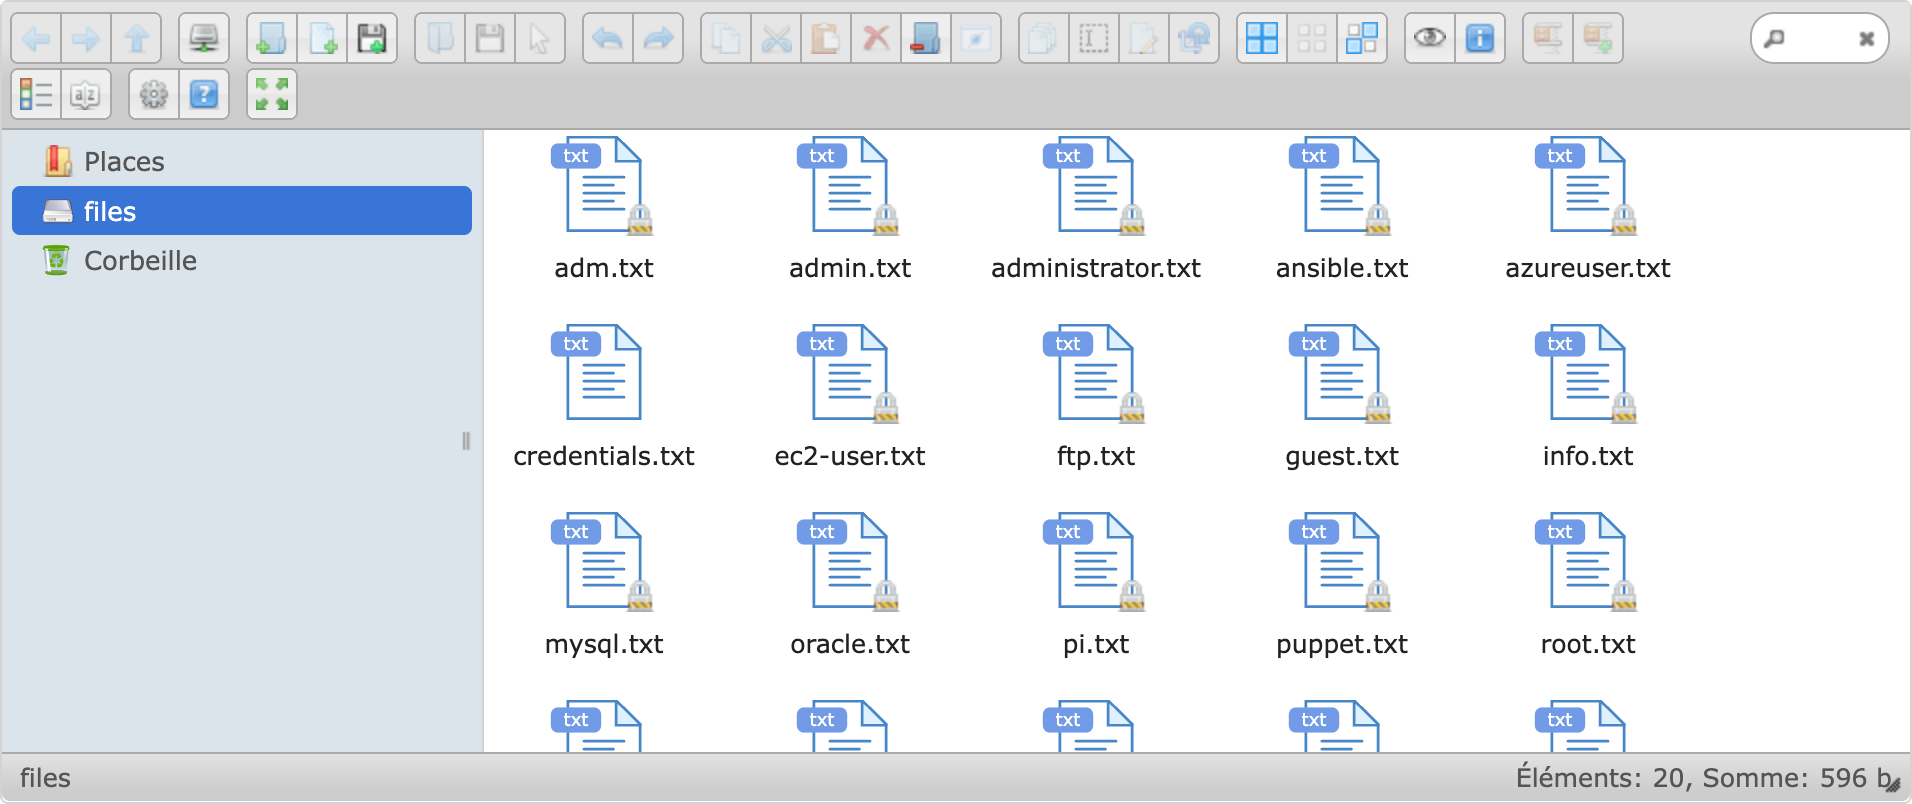 Places
files
Corbeille
txt txt txt txt txt
adm.txt admin.txt administrator.txt ansible.txt azureuser.txt
txt txt txt txt txt
credentials.txt ec2-user.txt ftp.txt guest.txt info.txt
txt txt txt txt txt
mysql.txt oracle.txt pi.txt puppet.txt root.txt
txt txt txt txt txt
files
Éléments: 20, Somme: 596 b